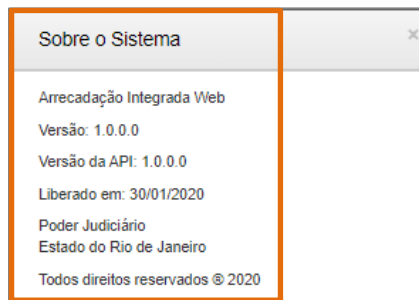 Sobre o Sistema
×
Arrecadação Integrada Web
Versão: 1.0.0.0
Versão da API: 1.0.0.0
Liberado em: 30/01/2020
Poder Judiciário
Estado do Rio de Janeiro
Todos direitos reservados ® 2020